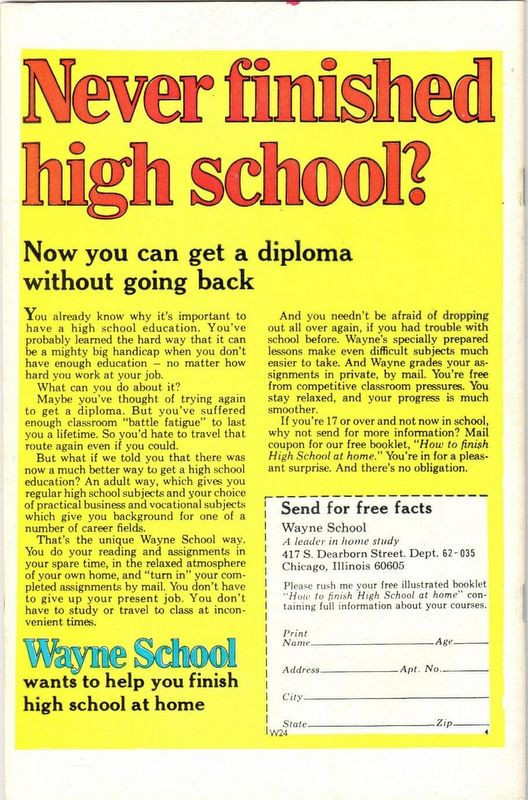 Never finished
high school?
Now you can get a diploma
without going back
You already know why it's important to
have a high school education. You've
probably learned the hard way that it can
be a mighty big handicap when you don't
have enough education — no matter how
hard you work at your job.
What can you do about it?
Maybe you've thought of trying again
to get a diploma. But you've suffered
enough classroom "battle fatigue" to last
you a lifetime. So you'd hate to travel that
route again even if you could.
But what if we told you that there was
now a much better way to get a high school
education? An adult way, which gives you
regular high school subjects and your choice
of practical business and vocational subjects
which give you background for one of a
number of career fields.
That's the unique Wayne School way.
You do your reading and assignments in
your spare time, in the relaxed atmosphere
of your own home, and "turn in" your com-
pleted assignments by mail. You don't have
to give up your present job. You don't
have to study or travel to class at incon-
venient times.
Wayne School
wants to help you finish
high school at home
And you needn't be afraid of dropping
out all over again, if you had trouble with
school before. Wayne's specially prepared
lessons make even difficult subjects much
easier to take. And Wayne grades your as-
signments in private, by mail. You're free
from competitive classroom pressures. You
stay relaxed, and your progress is much
smoother.
If you're 17 or over and not now in school,
why not send for more information? Mail
coupon for our free booklet, "How to finish
High School at home." You're in for a pleas-
ant surprise. And there's no obligation.
Send for free facts
Wayne School
A leader in home study
417 S. Dearborn Street. Dept. 62-035
Chicago, Illinois 60605
Please rush me your free illustrated booklet
"How to finish High School at home" con-
taining full information about your courses.
Print
Name Age
Address Apt. No.
City
State Zip
W24 4